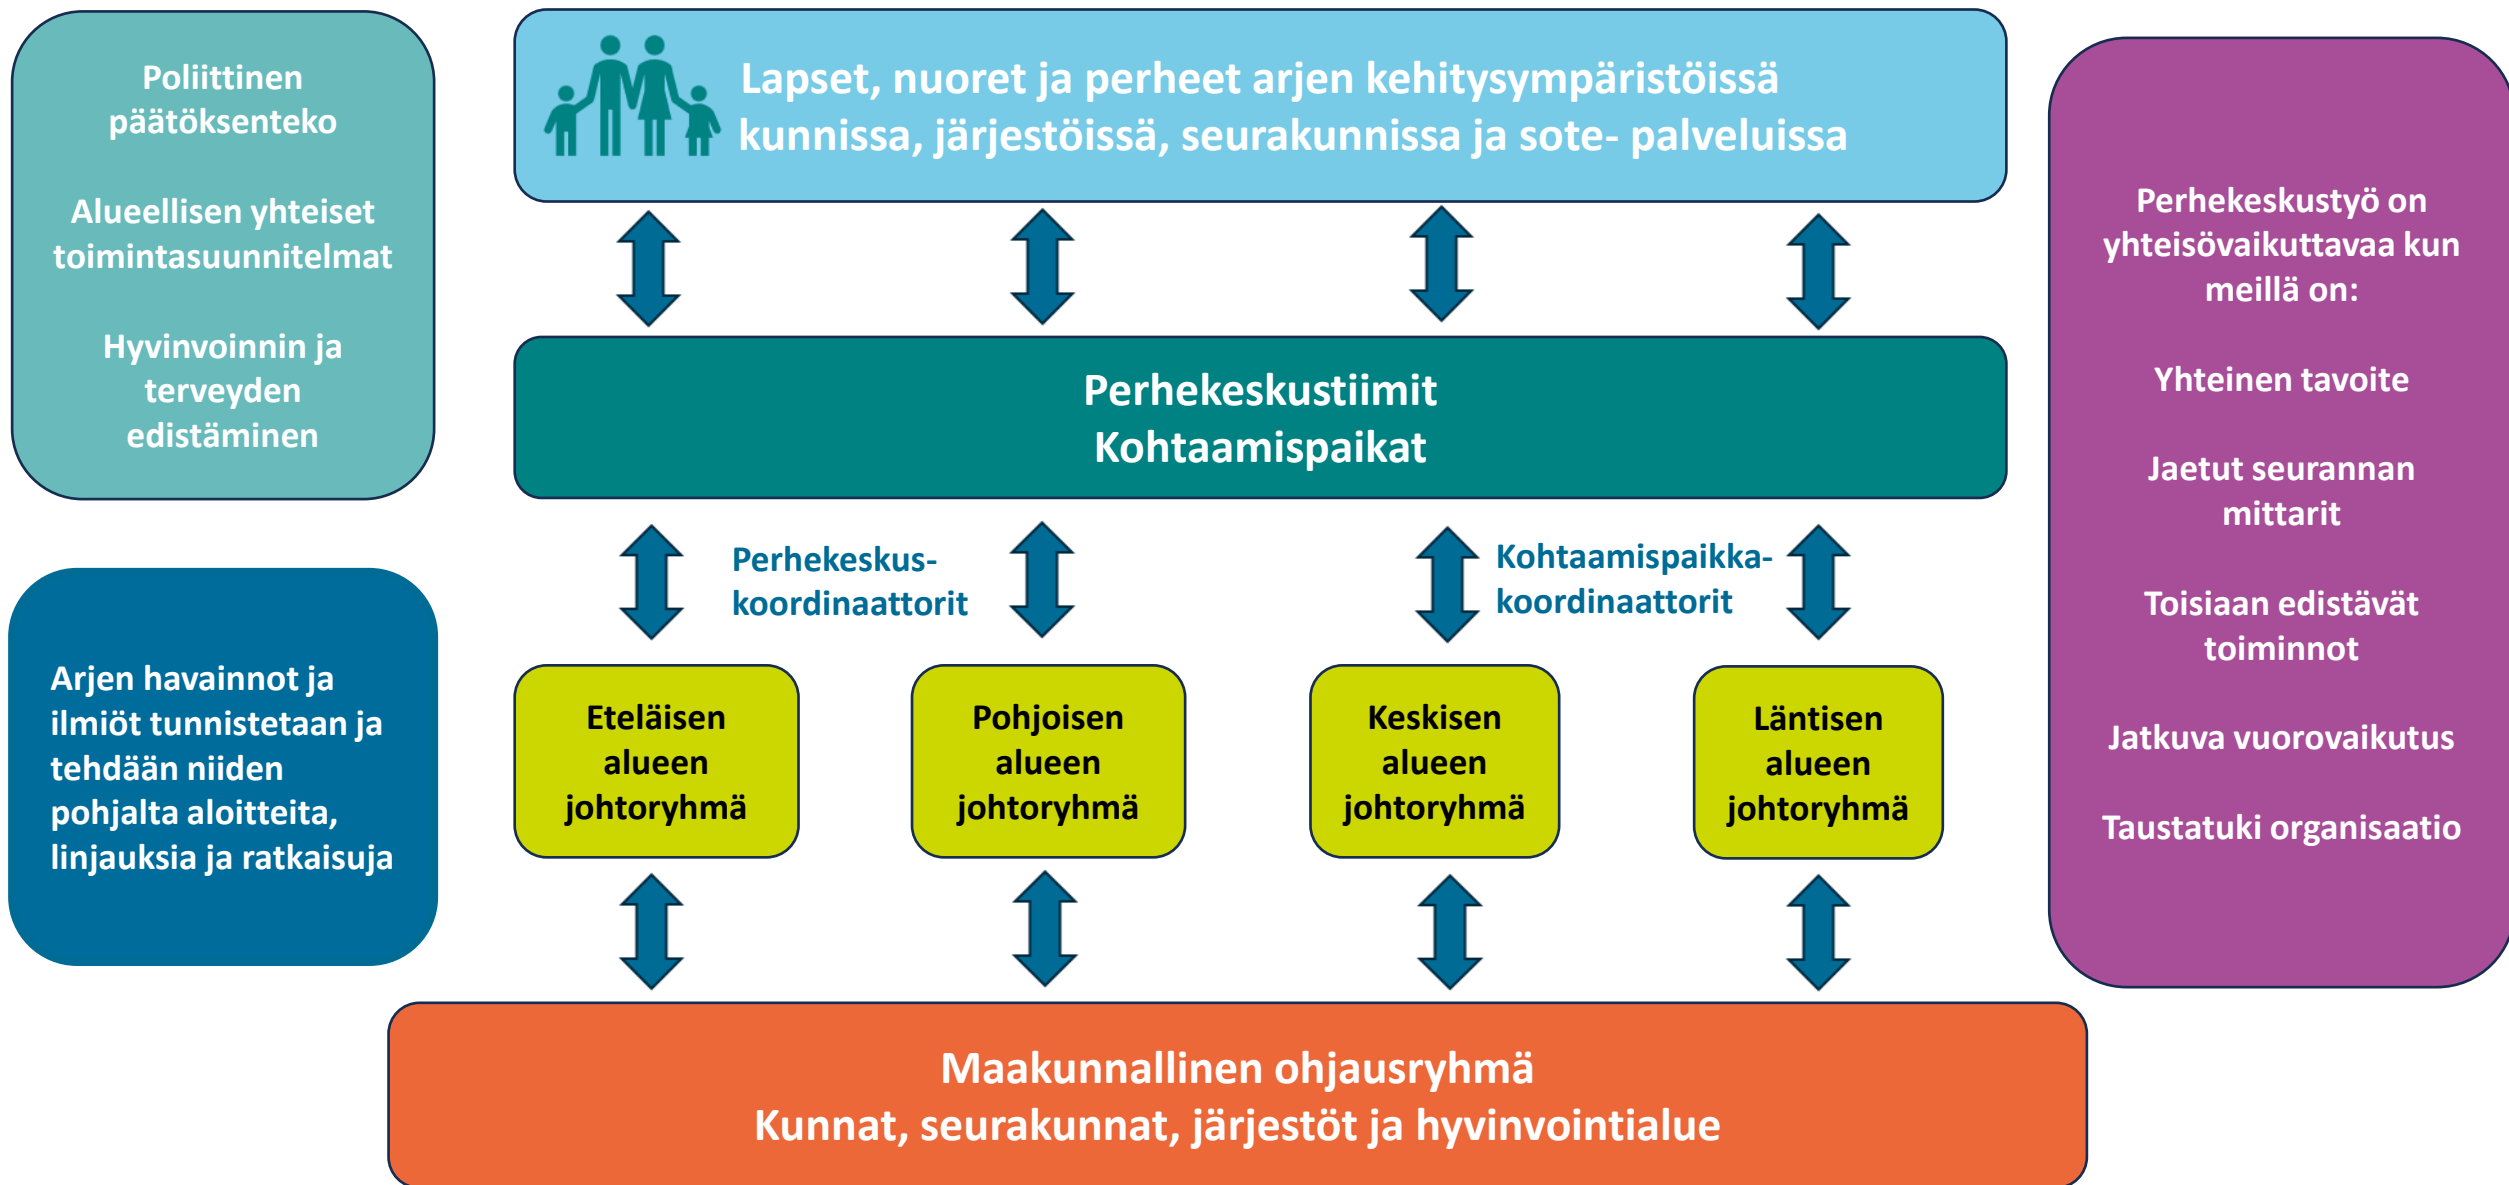 Poliittinen
päätöksenteko
Alueellisen yhteiset
toimintasuunnitelmat
Hyvinvoinnin ja
terveyden
edistäminen
Arjen havainnot ja
ilmiöt tunnistetaan ja
tehdään niiden
pohjalta aloitteita,
linjauksia ja ratkaisuja
Lapset, nuoret ja perheet arjen kehitysympäristöissä
kunnissa, järjestöissä, seurakunnissa ja sote- palveluissa
Perhekeskustiimit
Kohtaamispaikat
Perhekeskus-
koordinaattorit
Kohtaamispaikka-
koordinaattorit
Eteläisen
alueen
johtoryhmä
Pohjoisen
alueen
johtoryhmä
Keskisen
alueen
johtoryhmä
Läntisen
alueen
johtoryhmä
Maakunnallinen ohjausryhmä
Kunnat, seurakunnat, järjestöt ja hyvinvointialue
Perhekeskustyö on
yhteisövaikuttavaa kun
meillä on:
Yhteinen tavoite
Jaetut seurannan
mittarit
Toisiaan edistävät
toiminnot
Jatkuva vuorovaikutus
Taustatuki organisaatio